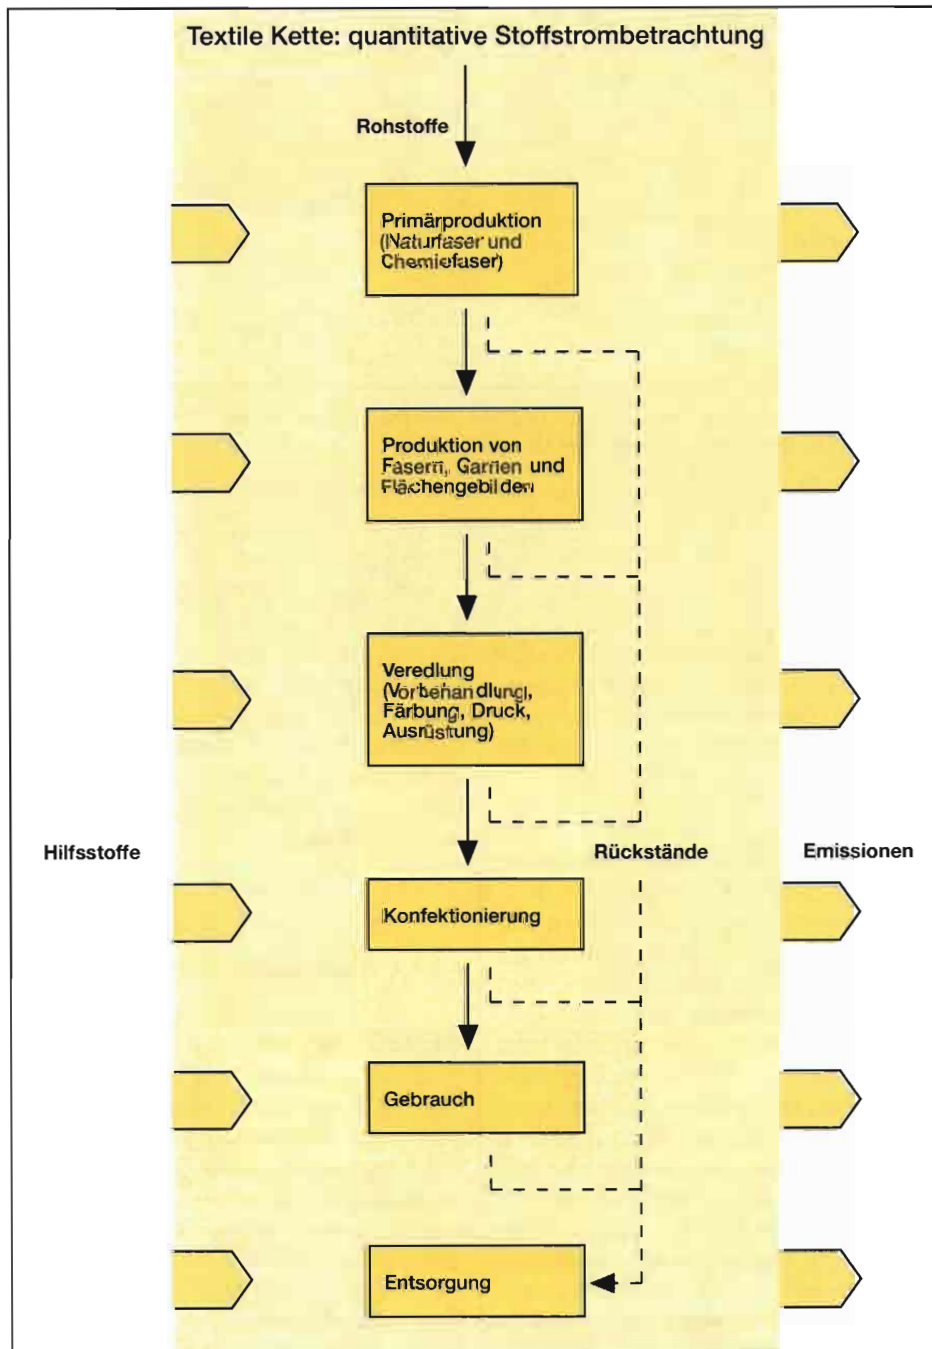 Textile Kette: quantitative Stoffstrombetrachtung
Rohstoffe
Primärproduktion
(Naturfaser und
Chemiefaser)
Produktion von
Fasern, Garnen und
Flächengebilden
Veredlung
(Vorbehandlung,
Färbung, Druck,
Ausrüstung)
Hilfsstoffe
Rückstände
Emissionen
Konfektionierung
Gebrauch
Entsorgung